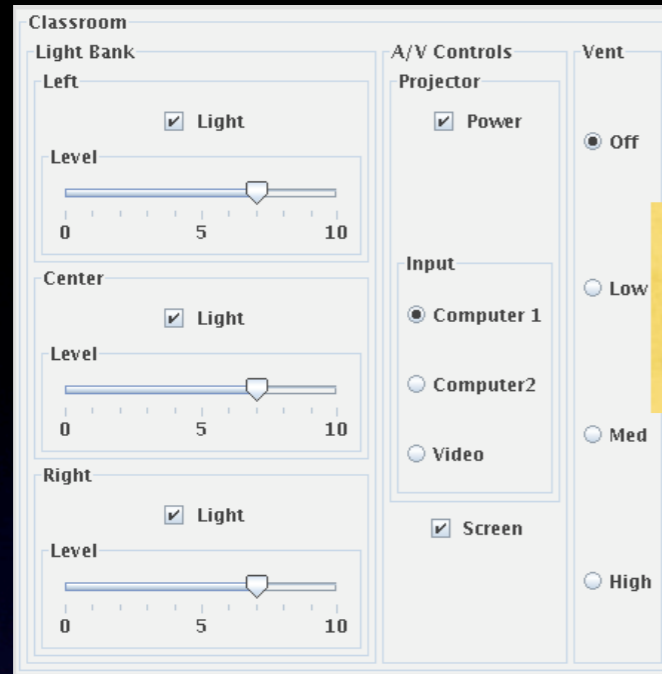 Classroom
Light Bank
Left
Light
Level
0 5 10
Center
Light
Level
0 5 10
Right
Light
Level
0 5 10
A/V Controls
Projector
Power
Input
Computer 1
Computer2
Video
Screen
Vent
Off
Low
Med
High